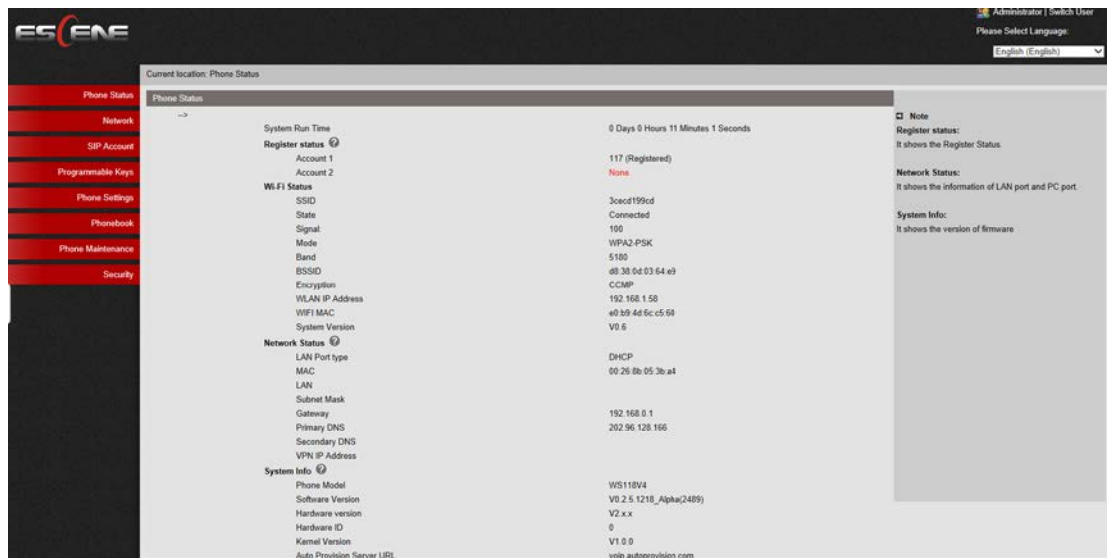 ESCENE
Administrator | Switch User
Please Select Language:
English (English)
Current location: Phone Status
Phone Status
Network
SIP Account
Programmable Keys
Phone Settings
Phonebook
Phone Maintenance
Security
Phone Status
-->
System Run Time 0 Days 0 Hours 11 Minutes 1 Seconds
Register status
Account 1 117 (Registered)
Account 2 None
Wi-Fi Status
SSID 3cecd199cd
State Connected
Signal: 100
Mode WPA2-PSK
Band 5180
BSSID d8:38:0d:03:64:e9
Encryption CCMP
WLAN IP Address 192.168.1.58
WIFI MAC e0:b9:4d:6c:c5:60
System Version V0.6
Network Status
LAN Port type DHCP
MAC 00:26:8b:05:3b:a4
LAN
Subnet Mask
Gateway 192.168.0.1
Primary DNS 202.96.128.166
Secondary DNS
VPN IP Address
System Info
Phone Model WS118V4
Software Version V0.2.5.1218_Alpha(2489)
Hardware version V2.x.x
Hardware ID 0
Kernel Version V1.0.0
Auto Provision Server URL voip.autoprovision.com
Note
Register status:
It shows the Register Status.
Network Status:
It shows the information of LAN port and PC port.
System Info:
It shows the version of firmware